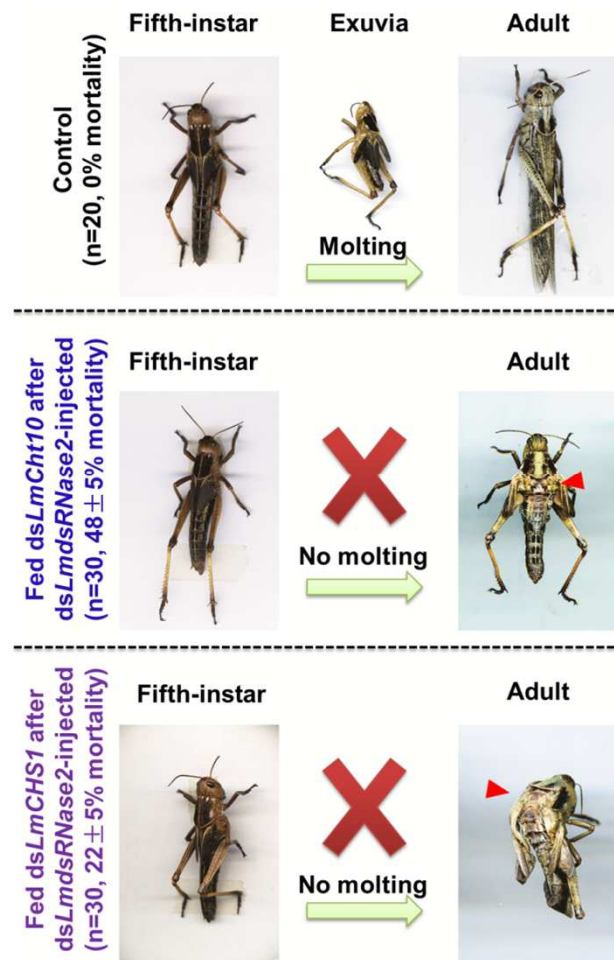 Fifth-instar Exuvia Adult
Control
(n=20, 0% mortality)
Molting
Fifth-instar Adult
Fed dsLmCht10 after
dsLmdsRNase2-injected
(n=30, 48±5% mortality)
No molting
Fifth-instar Adult
Fed dsLmCHS1 after
dsLmdsRNase2-injected
(n=30, 22±5% mortality)
No molting